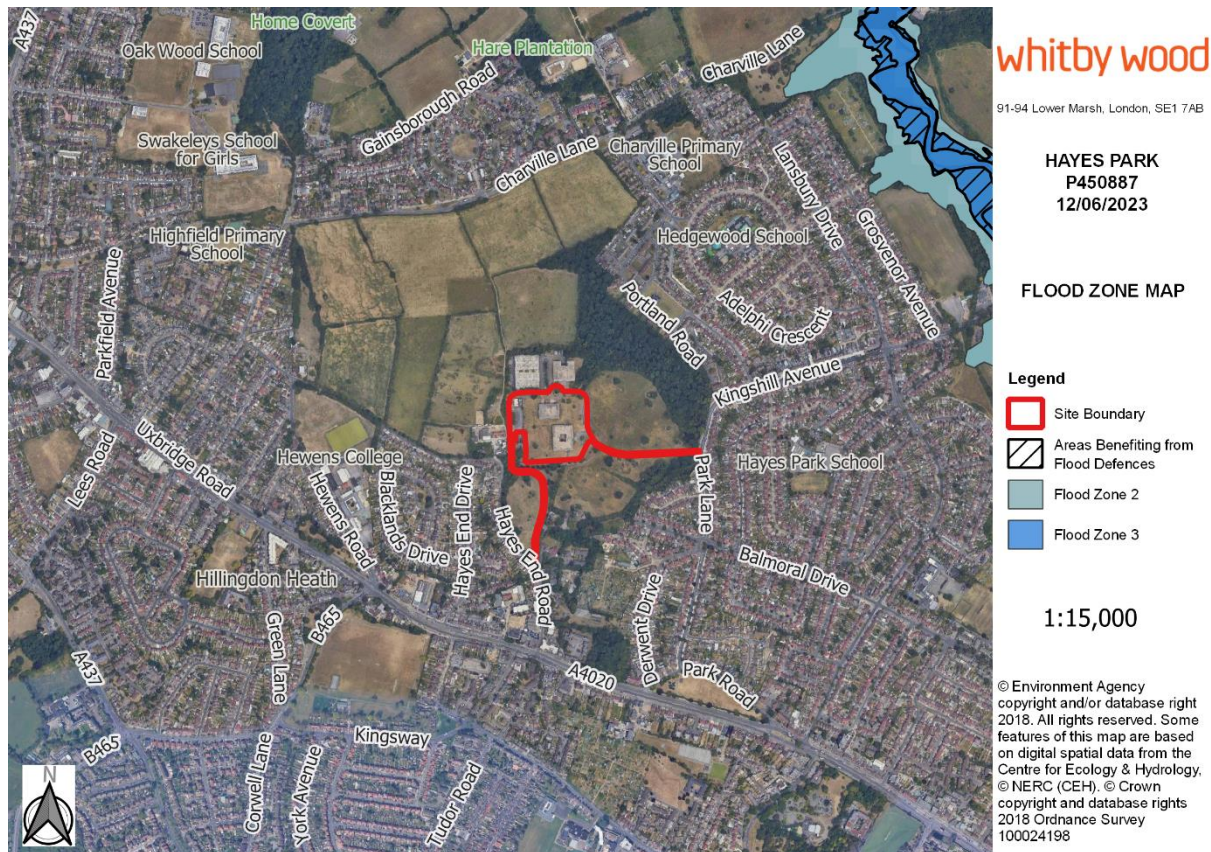 A437
Home Covert
Oak Wood School
Hare Plantation
Charville Lane
Gainsborough Road
Swakeleys School
for Girls
Charville Lane
Charville Primary
School
Lansbury Drive
Highfield Primary
School
Hedgewood School
Grosvenor Avenue
Parkfield Avenue
Portland Road
Adelphi Crescent
Kingshill Avenue
Lees Road
Uxbridge Road
Hewens College
Hewens Road
Blacklands Drive
Hayes End Drive
Hayes End Road
Park Lane
Hayes Park School
Balmoral Drive
Hillingdon Heath
Green Lane
B465
Derwent Drive
A437
A4020
Park Road
B465
Corwell Lane
York Avenue
Kingsway
Tudor Road
N
whitby wood
91-94 Lower Marsh, London, SE1 7AB
HAYES PARK
P450887
12/06/2023
FLOOD ZONE MAP
Legend
Site Boundary
Areas Benefiting from
Flood Defences
Flood Zone 2
Flood Zone 3
1:15,000
© Environment Agency
copyright and/or database right
2018. All rights reserved. Some
features of this map are based
on digital spatial data from the
Centre for Ecology & Hydrology,
© NERC (CEH). © Crown
copyright and database rights
2018 Ordnance Survey
100024198